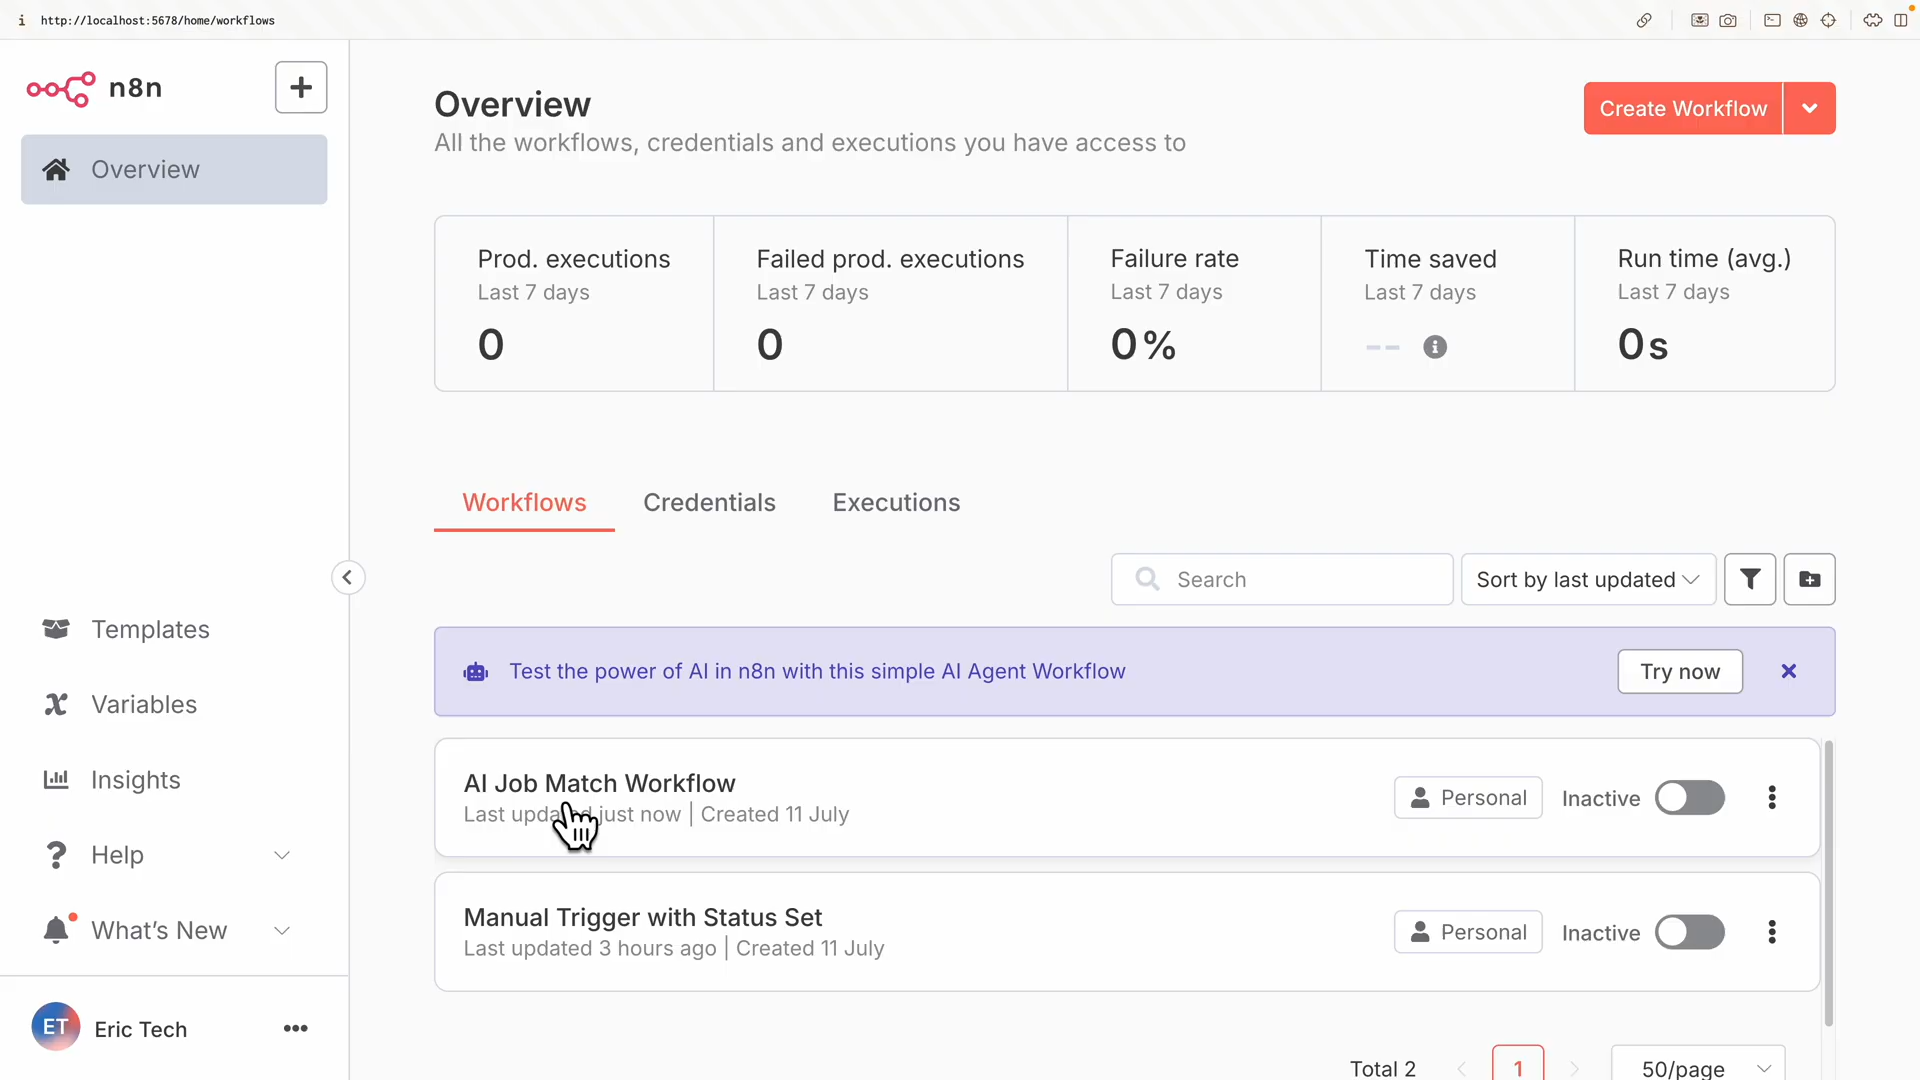 i http://localhost:5678/home/workflows
n8n
Overview
Overview
All the workflows, credentials and executions you have access to
Create Workflow
Prod. executions
Last 7 days
0
Failed prod. executions
Last 7 days
0
Failure rate
Last 7 days
0%
Time saved
Last 7 days
--
Run time (avg.)
Last 7 days
0s
Workflows Credentials Executions
Search
Sort by last updated
Test the power of AI in n8n with this simple AI Agent Workflow
Try now
AI Job Match Workflow
Last updated just now | Created 11 July
Personal
Inactive
Manual Trigger with Status Set
Last updated 3 hours ago | Created 11 July
Personal
Inactive
Total 2
1
50/page
Templates
Variables
Insights
Help
What's New
ET
Eric Tech